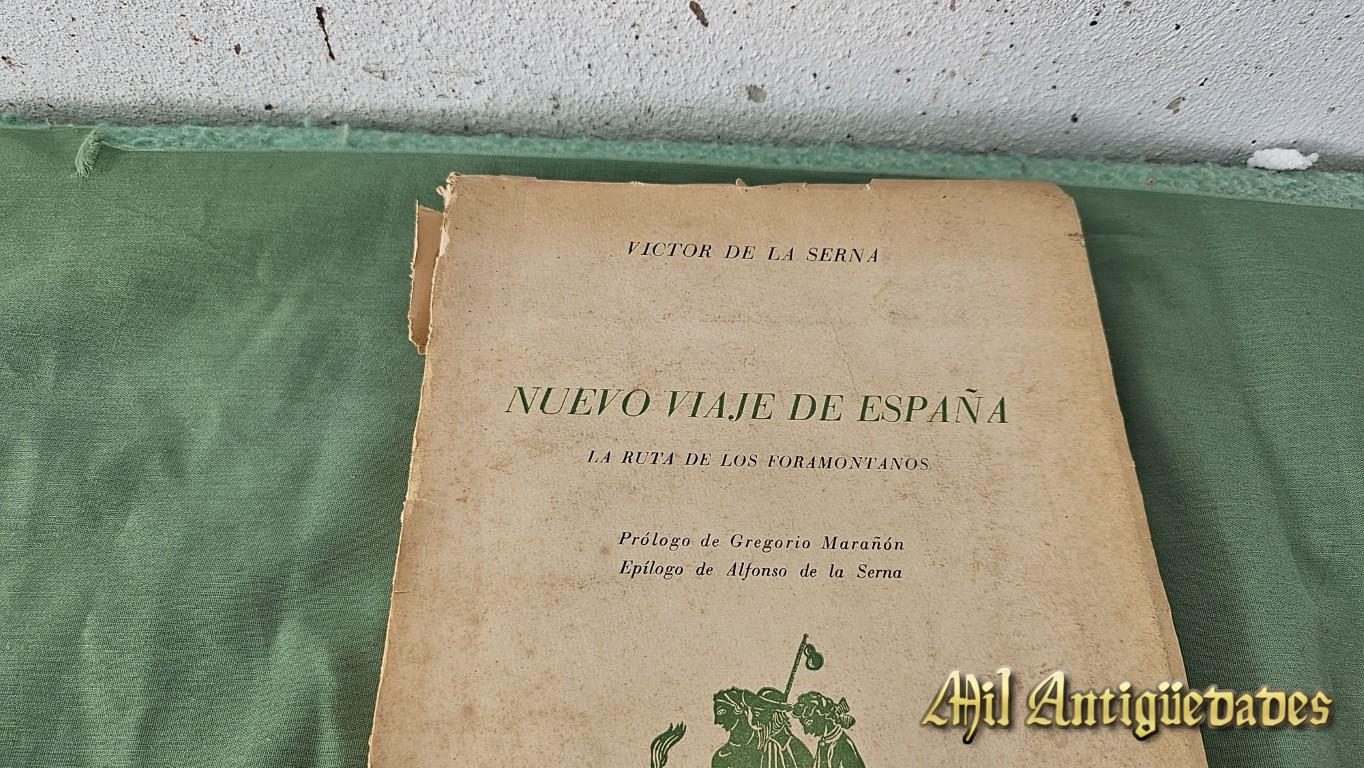 VICTOR DE LA SERNA
NUEVO VIAJE DE ESPAÑA
LA RUTA DE LOS FORAMONTANOS
Prólogo de Gregorio Marañón
Epílogo de Alfonso de la Serna
Mil Antigüedades